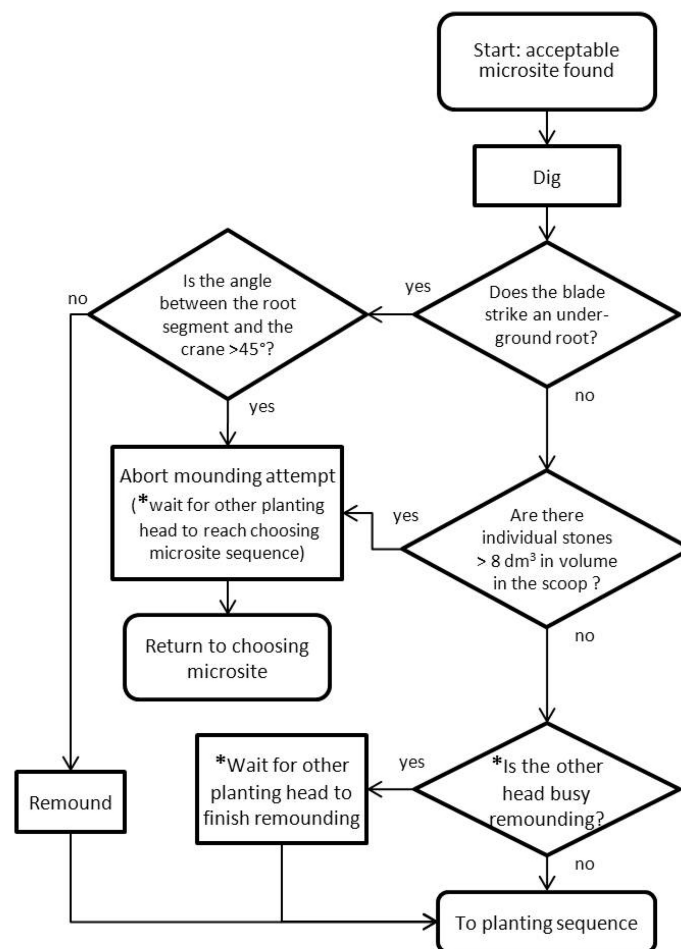 Start: acceptable
microsite found
Dig
Does the blade
strike an under-
ground root?
yes
no
Is the angle
between the root
segment and the
crane >45°?
no
yes
Abort mounding attempt
(*wait for other planting
head to reach choosing
microsite sequence)
Return to choosing
microsite
Are there
individual stones
> 8 dm³ in volume
in the scoop ?
yes
no
*Is the other
head busy
remounding?
yes
no
*Wait for other
planting head to
finish remounding
Remound
To planting sequence